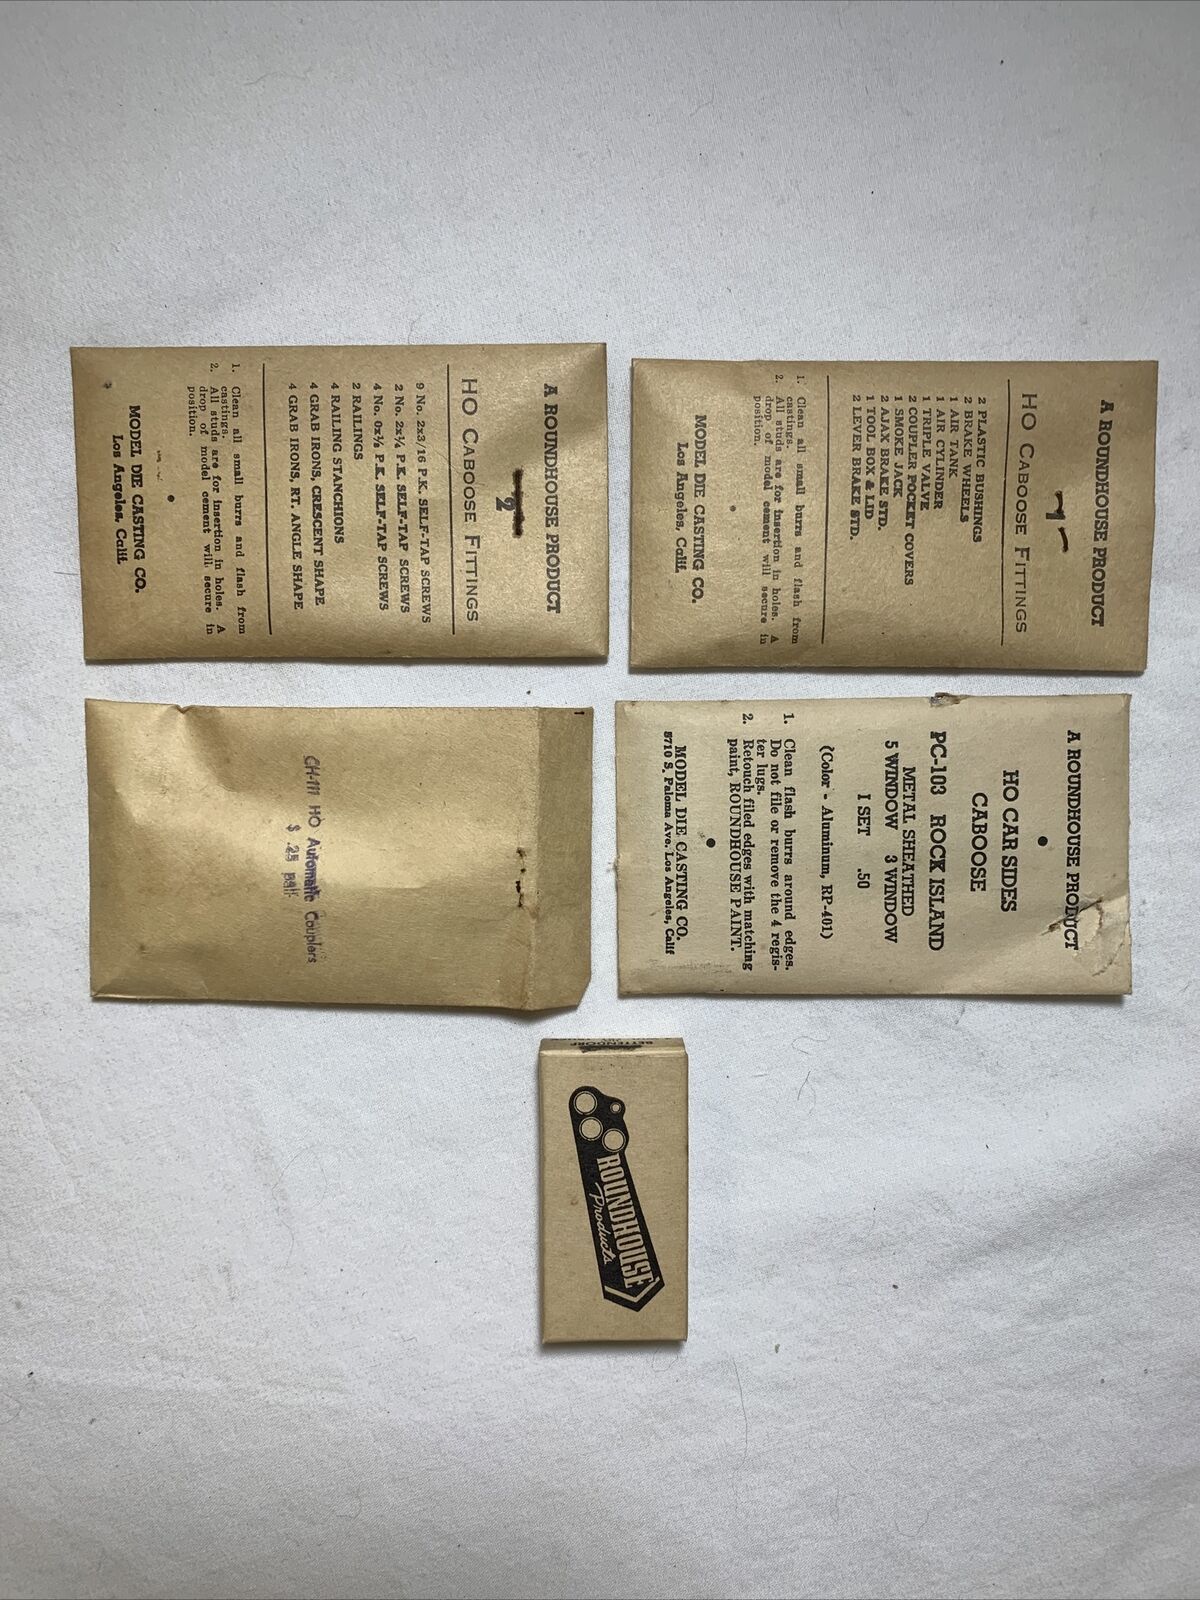 A ROUNDHOUSE PRODUCT
2
HO CABOOSE FITTINGS
9 No. 2x3/16 P.K. SELF-TAP SCREWS
2 No. 2x¼ P.K. SELF-TAP SCREWS
4 No. 0x⅜ P.K. SELF-TAP SCREWS
2 RAILINGS
4 RAILING STANCHIONS
4 GRAB IRONS, CRESCENT SHAPE
4 GRAB IRONS, RT. ANGLE SHAPE
1. Clean all small burrs and flash from
castings.
2. All studs are for insertion in holes. A
drop of model cement will secure in
position.
MODEL DIE CASTING CO.
Los Angeles, Calif.
A ROUNDHOUSE PRODUCT
HO CABOOSE FITTINGS
2 PLASTIC BUSHINGS
2 BRAKE WHEELS
1 AIR TANK
1 AIR CYLINDER
1 TRIPLE VALVE
2 COUPLER POCKET COVERS
1 SMOKE JACK
2 AJAX BRAKE STD.
1 TOOL BOX & LID
2 LEVER BRAKE STD.
1. Clean all small burrs and flash from
castings.
2. All studs are for insertion in holes. A
drop of model cement will secure in
position.
MODEL DIE CASTING CO.
Los Angeles, Calif.
CH-111 HO Automatic Couplers
$ .25 pair
A ROUNDHOUSE PRODUCT
HO CAR SIDES
CABOOSE
PC-103 ROCK ISLAND
METAL SHEATHED
5 WINDOW 3 WINDOW
1 SET .50
(Color - Aluminum, RP-401)
1. Clean flash burrs around edges.
Do not file or remove the 4 regis-
ter lugs.
2. Retouch filed edges with matching
paint, ROUNDHOUSE PAINT.
MODEL DIE CASTING CO.
5710 S. Paloma Ave. Los Angeles, Calif
BETTENDORF
ROUNDHOUSE
Products